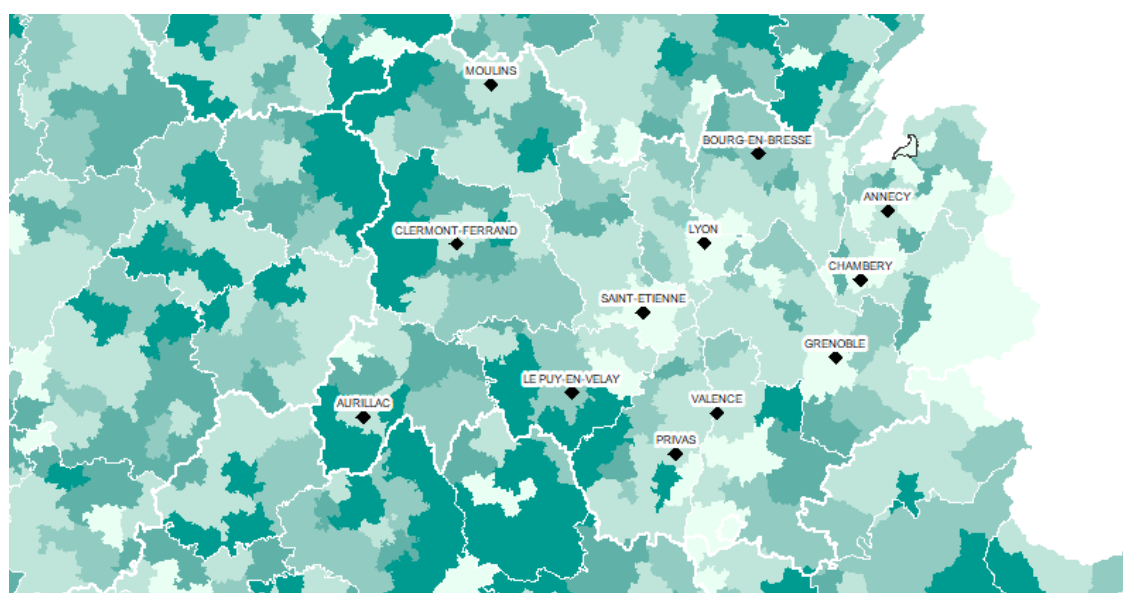 MOULINS
BOURG-EN-BRESSE
ANNECY
CLERMONT-FERRAND
LYON
CHAMBERY
SAINT-ETIENNE
GRENOBLE
LE PUY-EN-VELAY
AURILLAC
VALENCE
PRIVAS